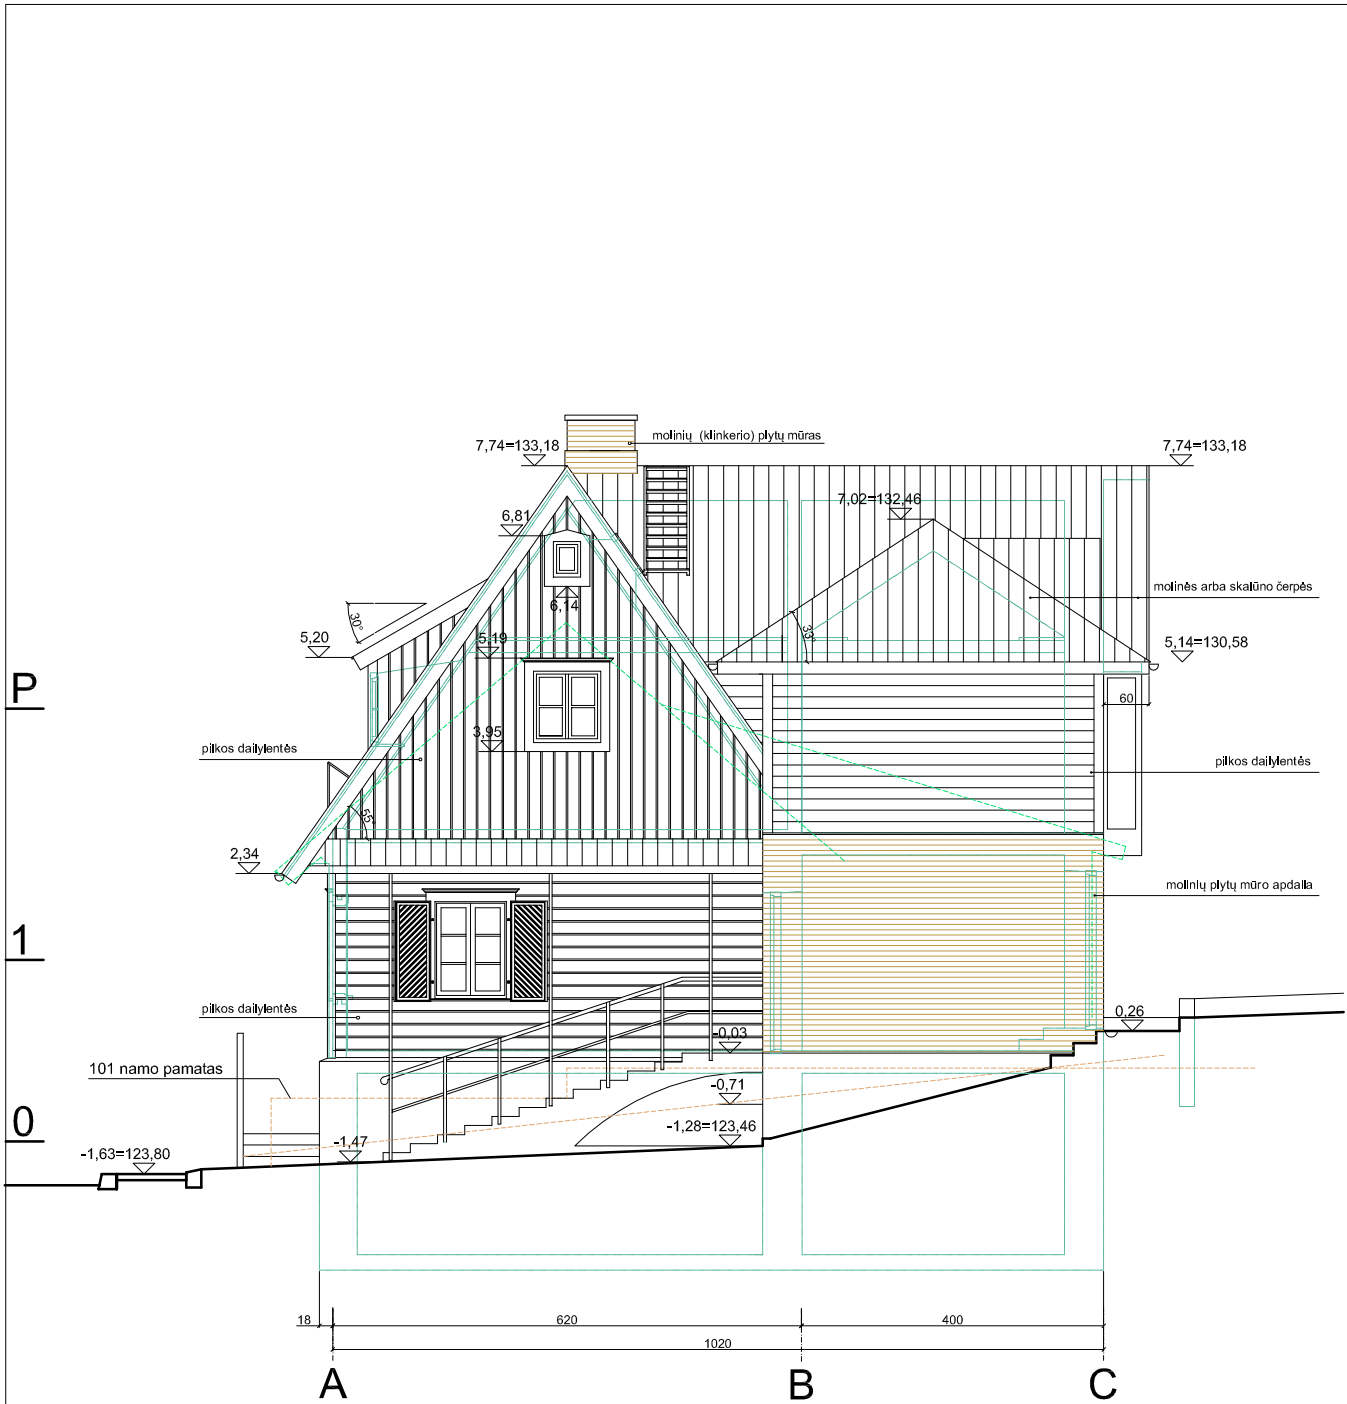 molinių (klinkerio) plytų mūras
7,74=133,18
7,74=133,18
7,02=132,46
6,81
molinės arba skalūno čerpės
6,14
30°
33°
5,20
5,19
5,14=130,58
P
60
3,95
pilkos dailylentės
pilkos dailylentės
55°
2,34
molinių plytų mūro apdaila
1
pilkos dailylentės
0,26
-0,03
101 namo pamatas
-0,71
0
-1,28=123,46
-1,47
-1,63=123,80
18
620
400
1020
A
B
C